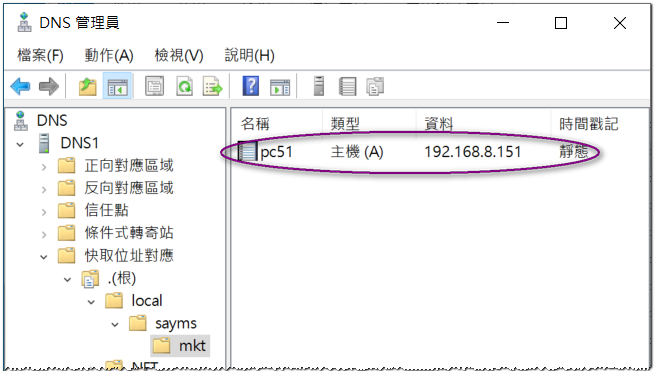 DNS 管理員
檔案(F) 動作(A) 檢視(V) 說明(H)
DNS
DNS1
正向對應區域
反向對應區域
信任點
條件式轉寄站
快取位址對應
.(根)
local
sayms
mkt
名稱 類型 資料 時間戳記
pc51 主機 (A) 192.168.8.151 靜態